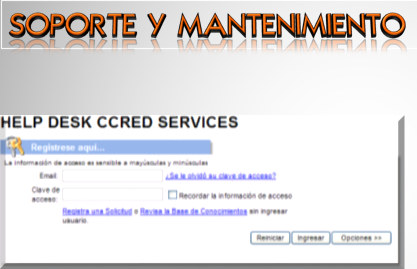 SOPORTE Y MANTENIMIENTO
HELP DESK CCRED SERVICES
Regístrese aquí...
La información de acceso es sensible a mayúsculas y minúsculas
Email:
¿Se le olvidó su clave de acceso?
Clave de acceso:
Recordar la información de acceso
Registra una Solicitud o Revisa la Base de Conocimientos sin ingresar
usuario.
Reiniciar Ingresar Opciones >>